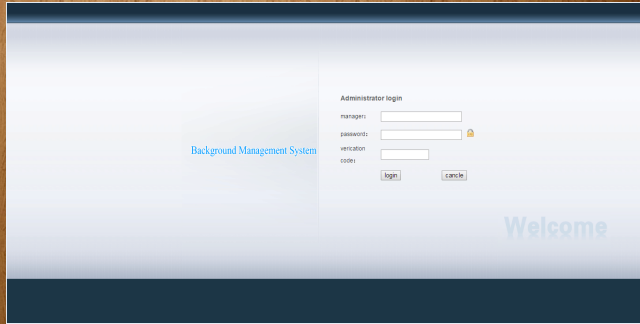 Administrator login
manager:
password:
Background Management System
verication
code:
login
cancle
Welcome